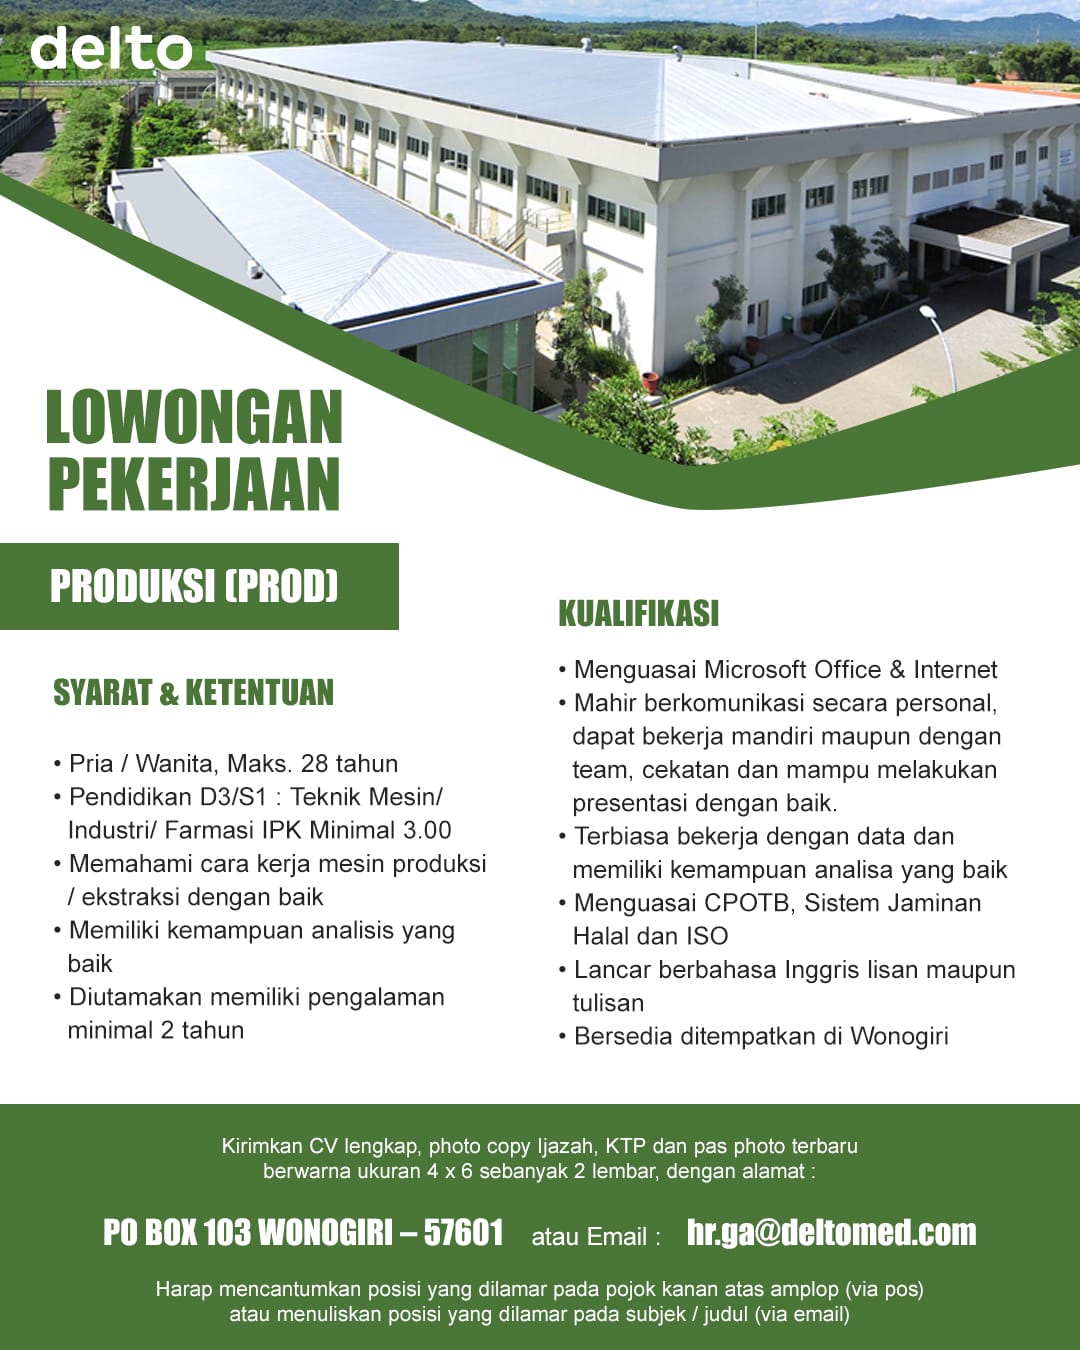 delto
LOWONGAN
PEKERJAAN
PRODUKSI (PROD)
SYARAT & KETENTUAN
• Pria / Wanita, Maks. 28 tahun
• Pendidikan D3/S1 : Teknik Mesin/
Industri/ Farmasi IPK Minimal 3.00
• Memahami cara kerja mesin produksi
/ ekstraksi dengan baik
• Memiliki kemampuan analisis yang
baik
• Diutamakan memiliki pengalaman
minimal 2 tahun
KUALIFIKASI
• Menguasai Microsoft Office & Internet
• Mahir berkomunikasi secara personal,
dapat bekerja mandiri maupun dengan
team, cekatan dan mampu melakukan
presentasi dengan baik.
• Terbiasa bekerja dengan data dan
memiliki kemampuan analisa yang baik
• Menguasai CPOTB, Sistem Jaminan
Halal dan ISO
• Lancar berbahasa Inggris lisan maupun
tulisan
• Bersedia ditempatkan di Wonogiri
Kirimkan CV lengkap, photo copy Ijazah, KTP dan pas photo terbaru
berwarna ukuran 4 x 6 sebanyak 2 lembar, dengan alamat :
PO BOX 103 WONOGIRI – 57601 atau Email : hr.ga@deltomed.com
Harap mencantumkan posisi yang dilamar pada pojok kanan atas amplop (via pos)
atau menuliskan posisi yang dilamar pada subjek / judul (via email)